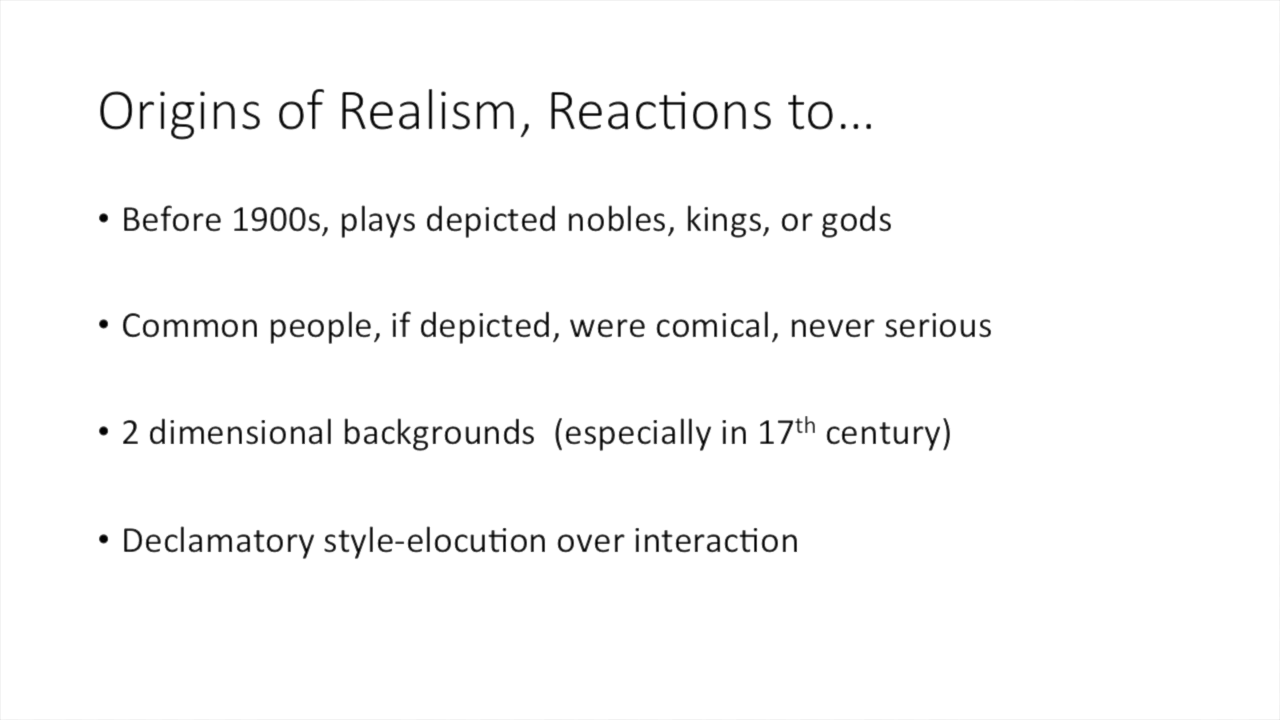 Origins of Realism, Reactions to...
• Before 1900s, plays depicted nobles, kings, or gods
• Common people, if depicted, were comical, never serious
• 2 dimensional backgrounds  (especially in 17th century)
• Declamatory style-elocution over interaction